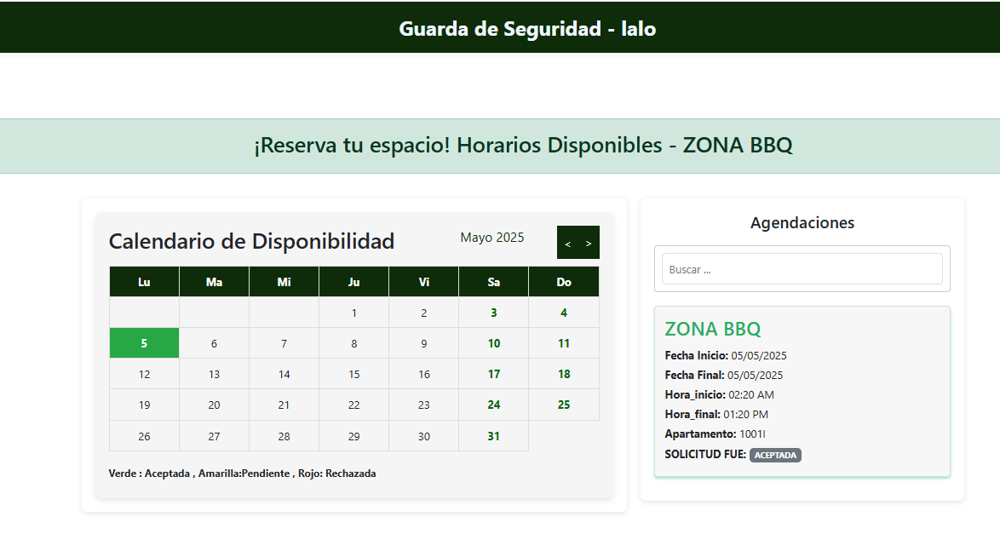 Guarda de Seguridad - lalo
¡Reserva tu espacio! Horarios Disponibles - ZONA BBQ
Calendario de Disponibilidad
Mayo 2025
< >
Lu Ma Mi Ju Vi Sa Do
1 2 3 4
5 6 7 8 9 10 11
12 13 14 15 16 17 18
19 20 21 22 23 24 25
26 27 28 29 30 31
Verde : Aceptada , Amarilla:Pendiente , Rojo: Rechazada
Agendaciones
Buscar ...
ZONA BBQ
Fecha Inicio: 05/05/2025
Fecha Final: 05/05/2025
Hora_inicio: 02:20 AM
Hora_final: 01:20 PM
Apartamento: 1001I
SOLICITUD FUE: ACEPTADA